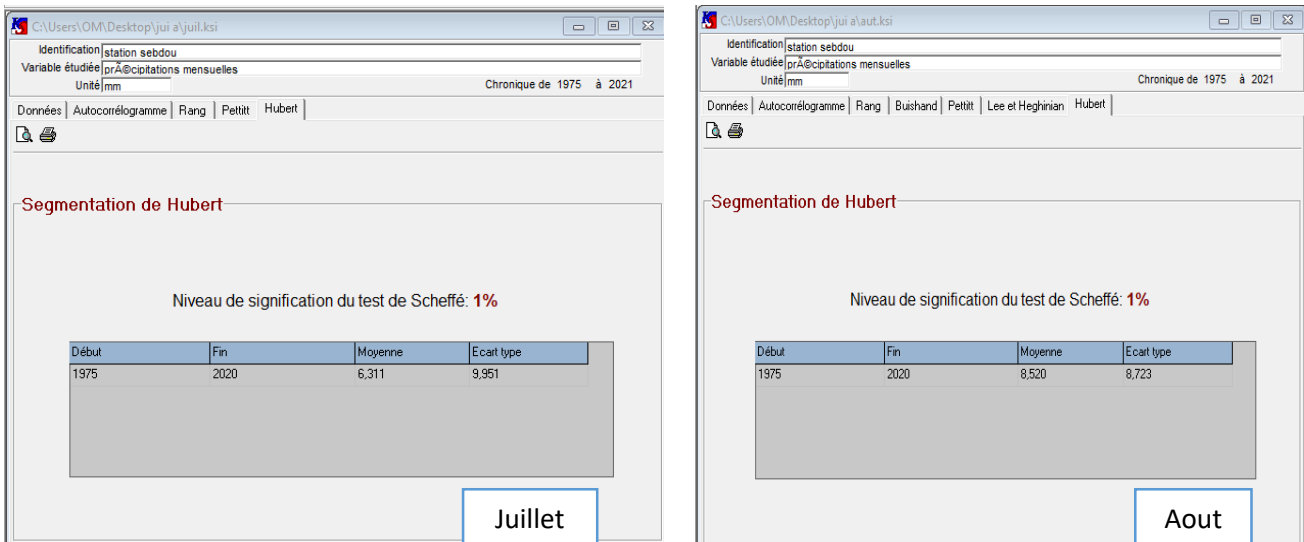 C:\Users\OM\Desktop\jui a\juil.ksi
Identification station sebdou
Variable étudiée prÃ©cipitations mensuelles
Unité mm Chronique de 1975 à 2021
Données Autocorrélogramme Rang Pettitt Hubert
Segmentation de Hubert
Niveau de signification du test de Scheffé: 1%
Début Fin Moyenne Ecart type
1975 2020 6,311 9,951
Juillet
C:\Users\OM\Desktop\jui a\aut.ksi
Identification station sebdou
Variable étudiée prÃ©cipitations mensuelles
Unité mm Chronique de 1975 à 2021
Données Autocorrélogramme Rang Buishand Pettitt Lee et Heghinian Hubert
Segmentation de Hubert
Niveau de signification du test de Scheffé: 1%
Début Fin Moyenne Ecart type
1975 2020 8,520 8,723
Aout